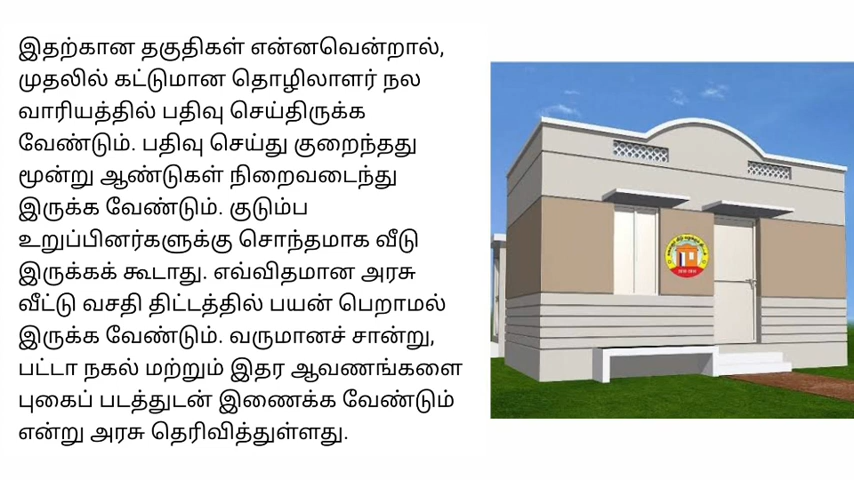 இதற்கான தகுதிகள் என்னவென்றால்,
முதலில் கட்டுமான தொழிலாளர் நல
வாரியத்தில் பதிவு செய்திருக்க
வேண்டும். பதிவு செய்து குறைந்தது
மூன்று ஆண்டுகள் நிறைவடைந்து
இருக்க வேண்டும். குடும்ப
உறுப்பினர்களுக்கு சொந்தமாக வீடு
இருக்கக் கூடாது. எவ்விதமான அரசு
வீட்டு வசதி திட்டத்தில் பயன் பெறாமல்
இருக்க வேண்டும். வருமானச் சான்று,
பட்டா நகல் மற்றும் இதர ஆவணங்களை
புகைப் படத்துடன் இணைக்க வேண்டும்
என்று அரசு தெரிவித்துள்ளது.